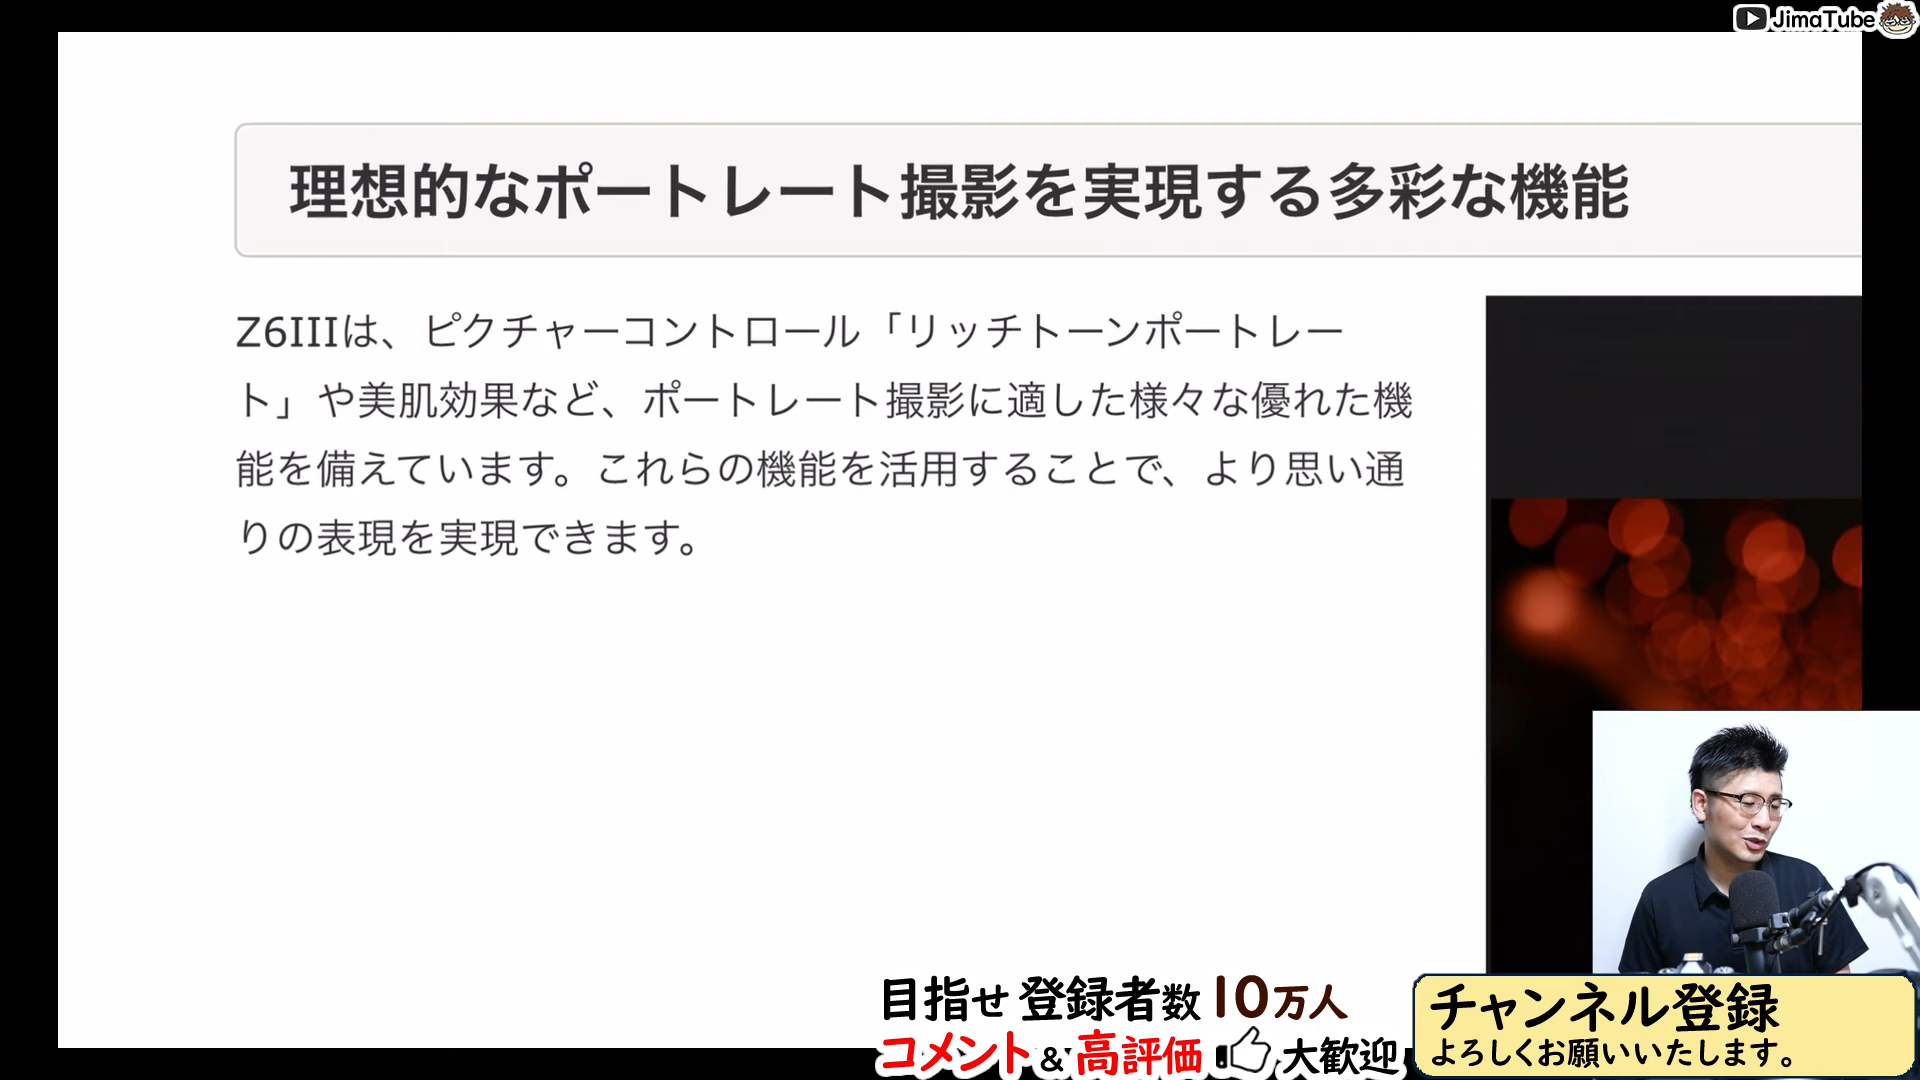 JimaTube
理想的なポートレート撮影を実現する多彩な機能
Z6IIIは、ピクチャーコントロール「リッチトーンポートレー
ト」や美肌効果など、ポートレート撮影に適した様々な優れた機
能を備えています。これらの機能を活用することで、より思い通
りの表現を実現できます。
目指せ 登録者数 10万人
コメント & 高評価 大歓迎
チャンネル登録
よろしくお願いいたします。